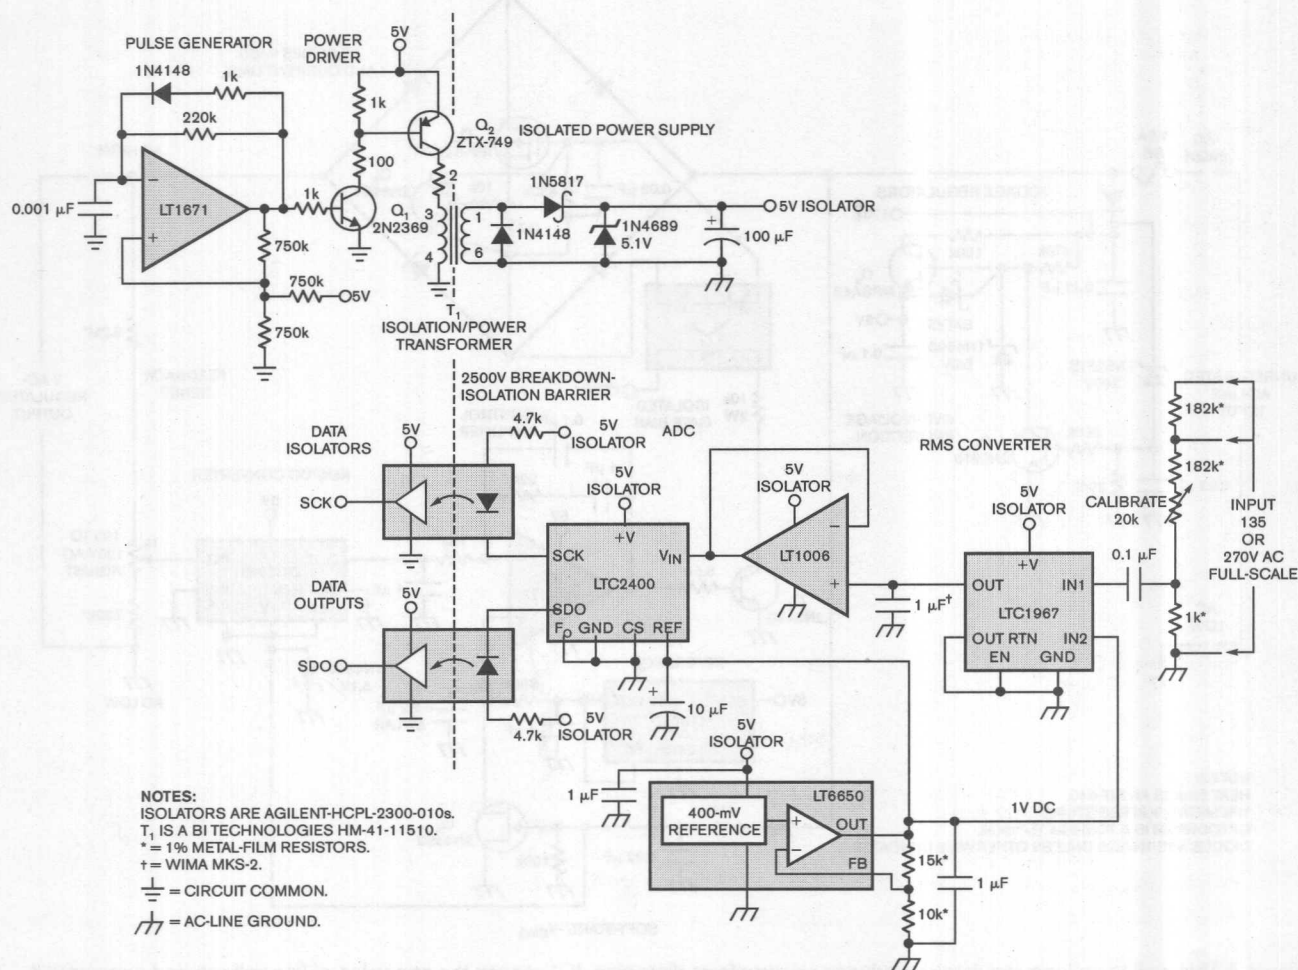 PULSE GENERATOR
1N4148
1k
220k
0.001 µF
−
+
LT1671
750k
750k
5V
750k
1k
POWER
DRIVER
5V
1k
100
Q1
2N2369
Q2
ZTX-749
2
3
4
1
6
T1
ISOLATION/POWER
TRANSFORMER
ISOLATED POWER SUPPLY
1N5817
1N4148
1N4689
5.1V
+
100 µF
5V ISOLATOR
2500V BREAKDOWN-
ISOLATION BARRIER
DATA
ISOLATORS
5V
SCK
4.7k
5V
ISOLATOR
DATA
OUTPUTS
5V
SDO
4.7k
5V
ISOLATOR
ADC
5V
ISOLATOR
+V
SCK
VIN
LTC2400
SDO
FO GND CS REF
+
10 µF
5V
ISOLATOR
−
LT1006
+
1 µF†
RMS CONVERTER
5V
ISOLATOR
+V
OUT
IN1
LTC1967
OUT RTN
IN2
EN
GND
0.1 µF
182k*
182k*
CALIBRATE
20k
1k*
INPUT
135
OR
270V AC
FULL-SCALE
5V
ISOLATOR
1 µF
LT6650
400-mV
REFERENCE
+
−
OUT
FB
1V DC
15k*
1 µF
10k*
NOTES:
ISOLATORS ARE AGILENT-HCPL-2300-010s.
T1 IS A BI TECHNOLOGIES HM-41-11510.
* = 1% METAL-FILM RESISTORS.
† = WIMA MKS-2.
= CIRCUIT COMMON.
= AC-LINE GROUND.